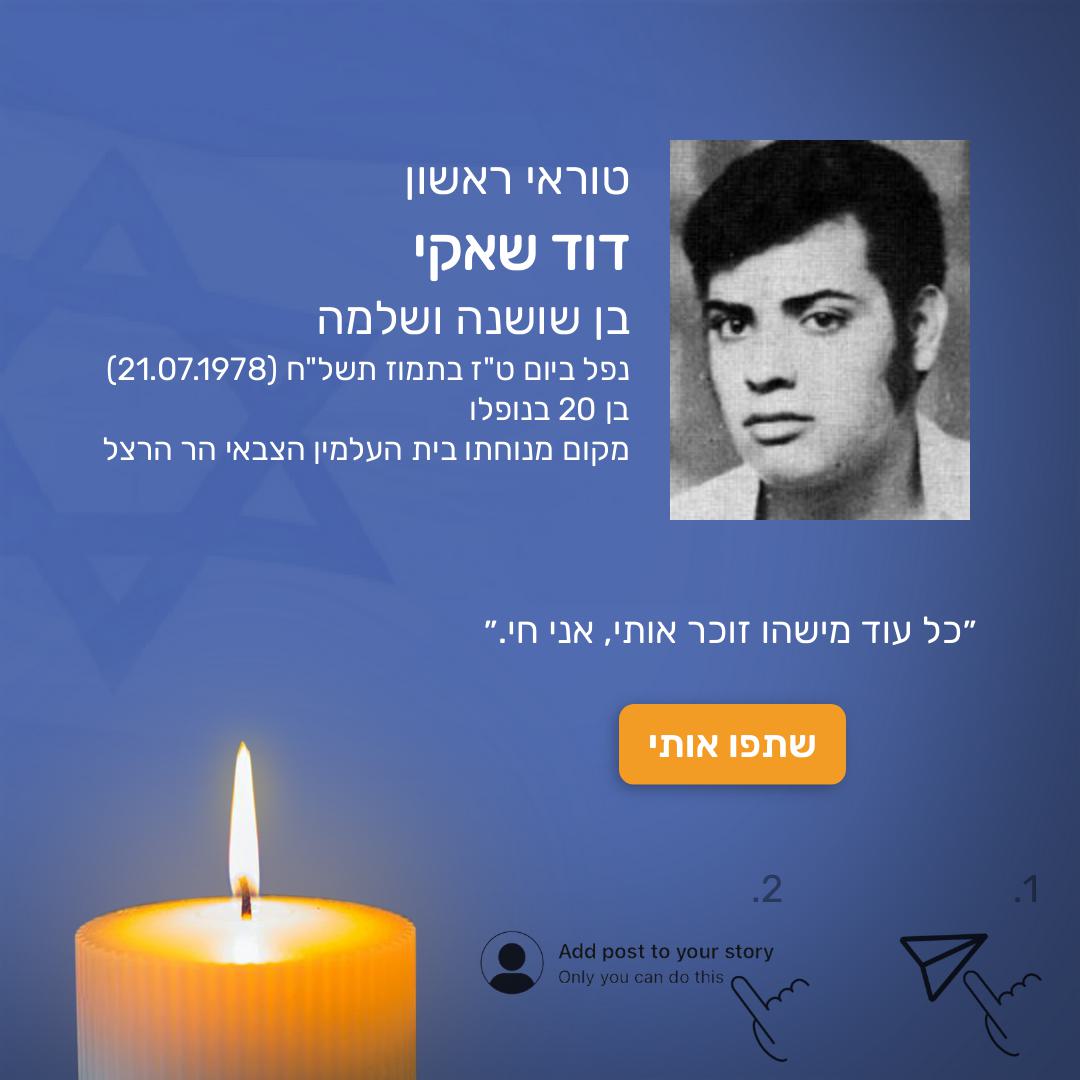 טוראי ראשון
דוד שאקי
בן שושנה ושלמה
נפל ביום ט"ז בתמוז תשל"ח (21.07.1978)
בן 20 בנופלו
מקום מנוחתו בית העלמין הצבאי הר הרצל
״כל עוד מישהו זוכר אותי, אני חי.״
שתפו אותי
1.
2.
Add post to your story
Only you can do this